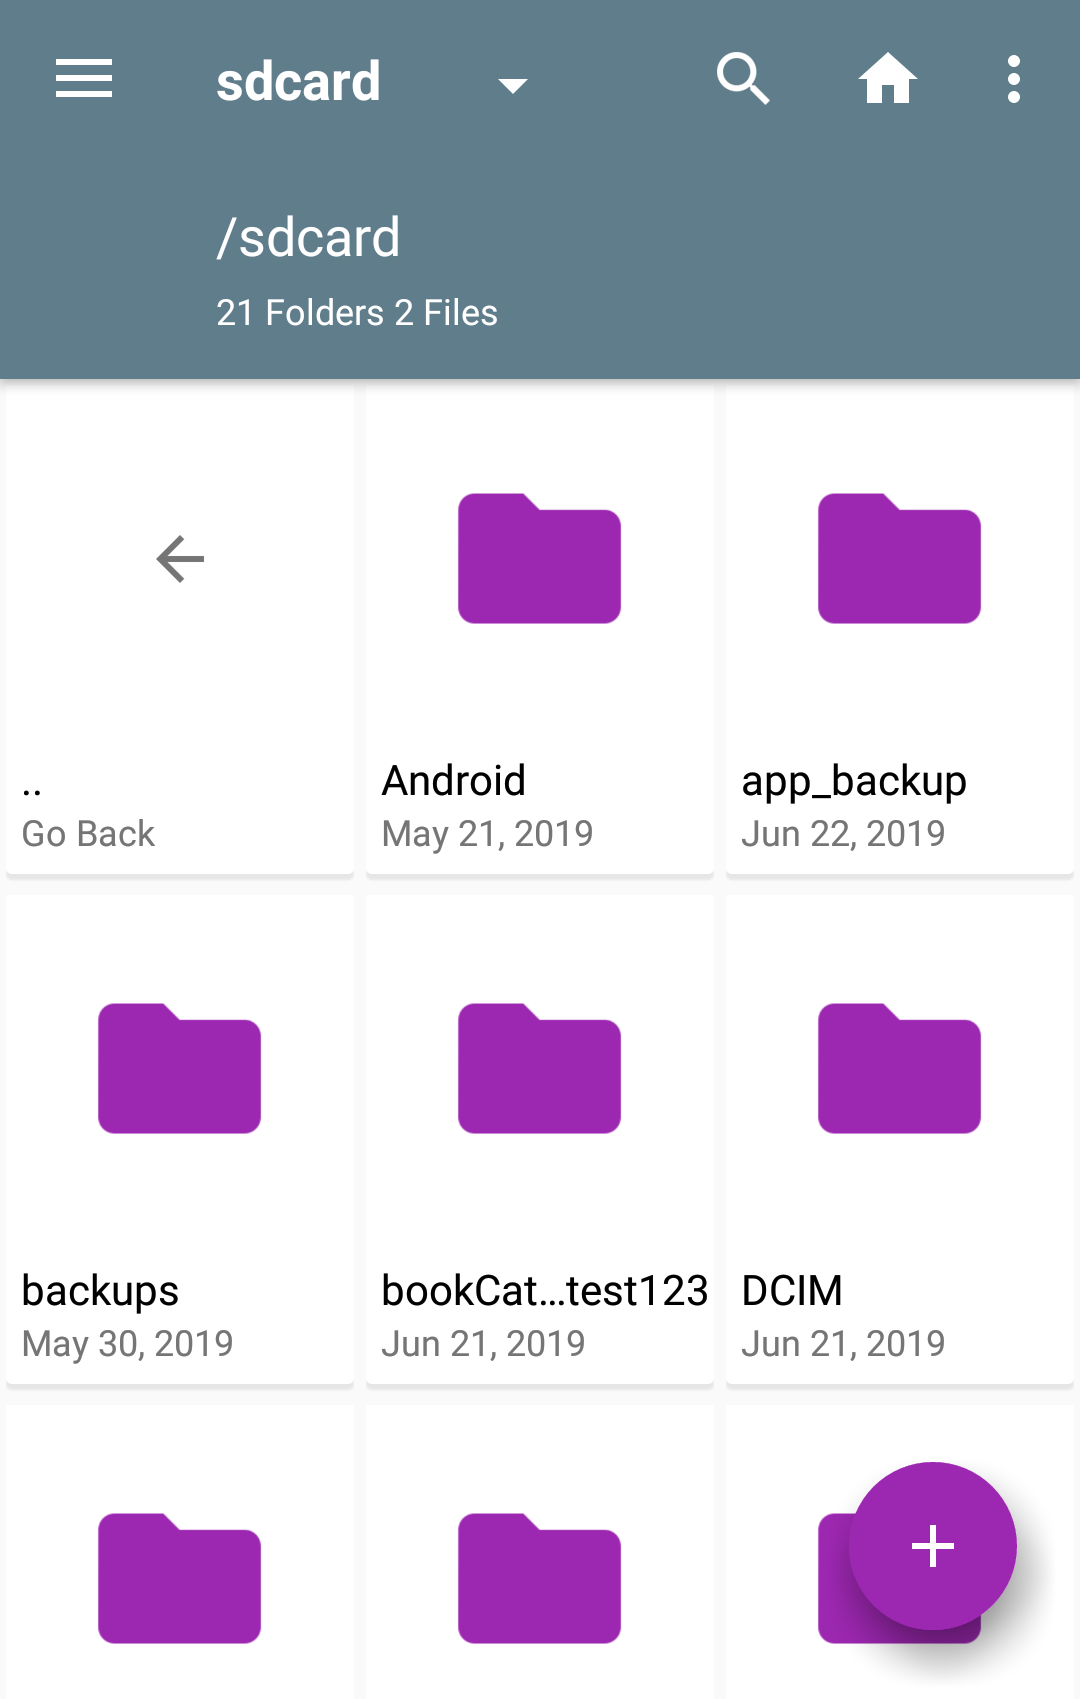 sdcard
/sdcard
21 Folders 2 Files
..
Go Back
Android
May 21, 2019
app_backup
Jun 22, 2019
backups
May 30, 2019
bookCat...test123
Jun 21, 2019
DCIM
Jun 21, 2019